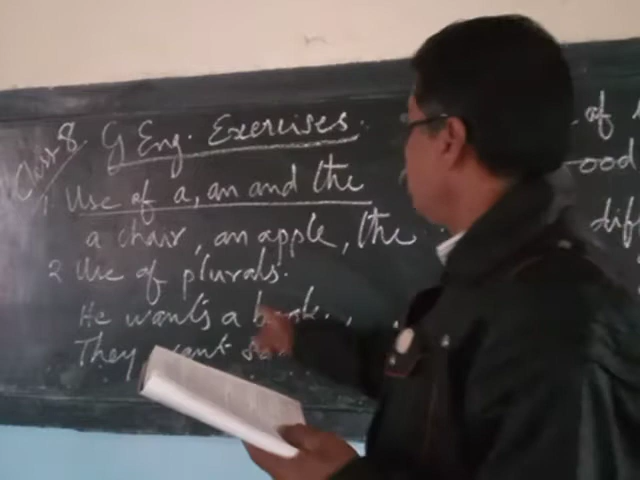 Class 8 G Eng. Exercises.
1 Use of a, an and the
a chair, an apple, the
2 Use of plurals.
He wants a
They want
of
ood
diff